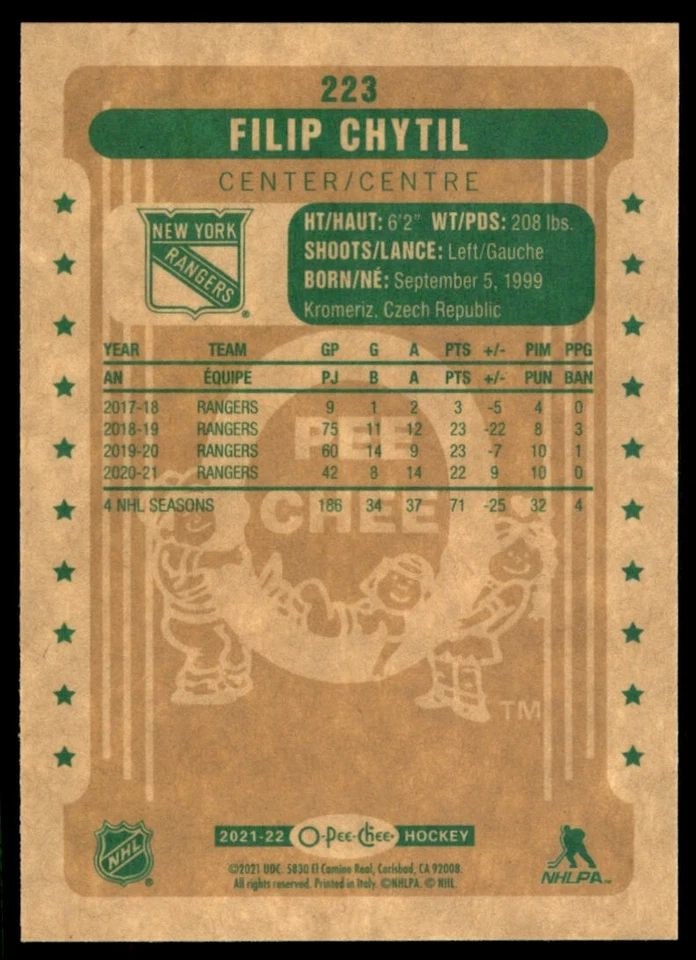 223
FILIP CHYTIL
CENTER/CENTRE
NEW YORK
RANGERS
HT/HAUT: 6'2" WT/PDS: 208 lbs.
SHOOTS/LANCE: Left/Gauche
BORN/NÉ: September 5, 1999
Kromeriz, Czech Republic
YEAR TEAM GP G A PTS +/- PIM PPG
AN ÉQUIPE PJ B A PTS +/- PUN BAN
2017-18 RANGERS 9 1 2 3 -5 4 0
2018-19 RANGERS 75 11 12 23 -22 8 3
2019-20 RANGERS 60 14 9 23 -7 10 1
2020-21 RANGERS 42 8 14 22 9 10 0
4 NHL SEASONS 186 34 37 71 -25 32 4
PEE
CHEE
TM
NHL
2021-22 O-Pee-Chee HOCKEY
©2021 UDC. 5830 El Camino Real, Carlsbad, CA 92008.
All rights reserved. Printed in Italy. ©NHLPA. © NHL.
NHLPA™